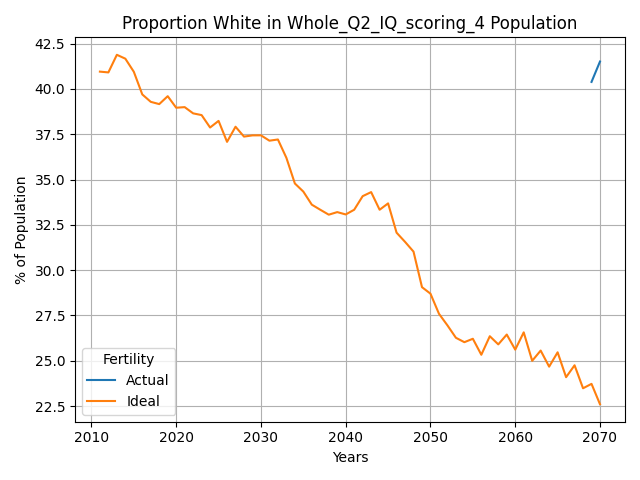 Proportion White in Whole_Q2_IQ_scoring_4 Population
% of Population
42.5
40.0
37.5
35.0
32.5
30.0
27.5
25.0
22.5
Fertility
Actual
Ideal
2010
2020
2030
2040
2050
2060
2070
Years